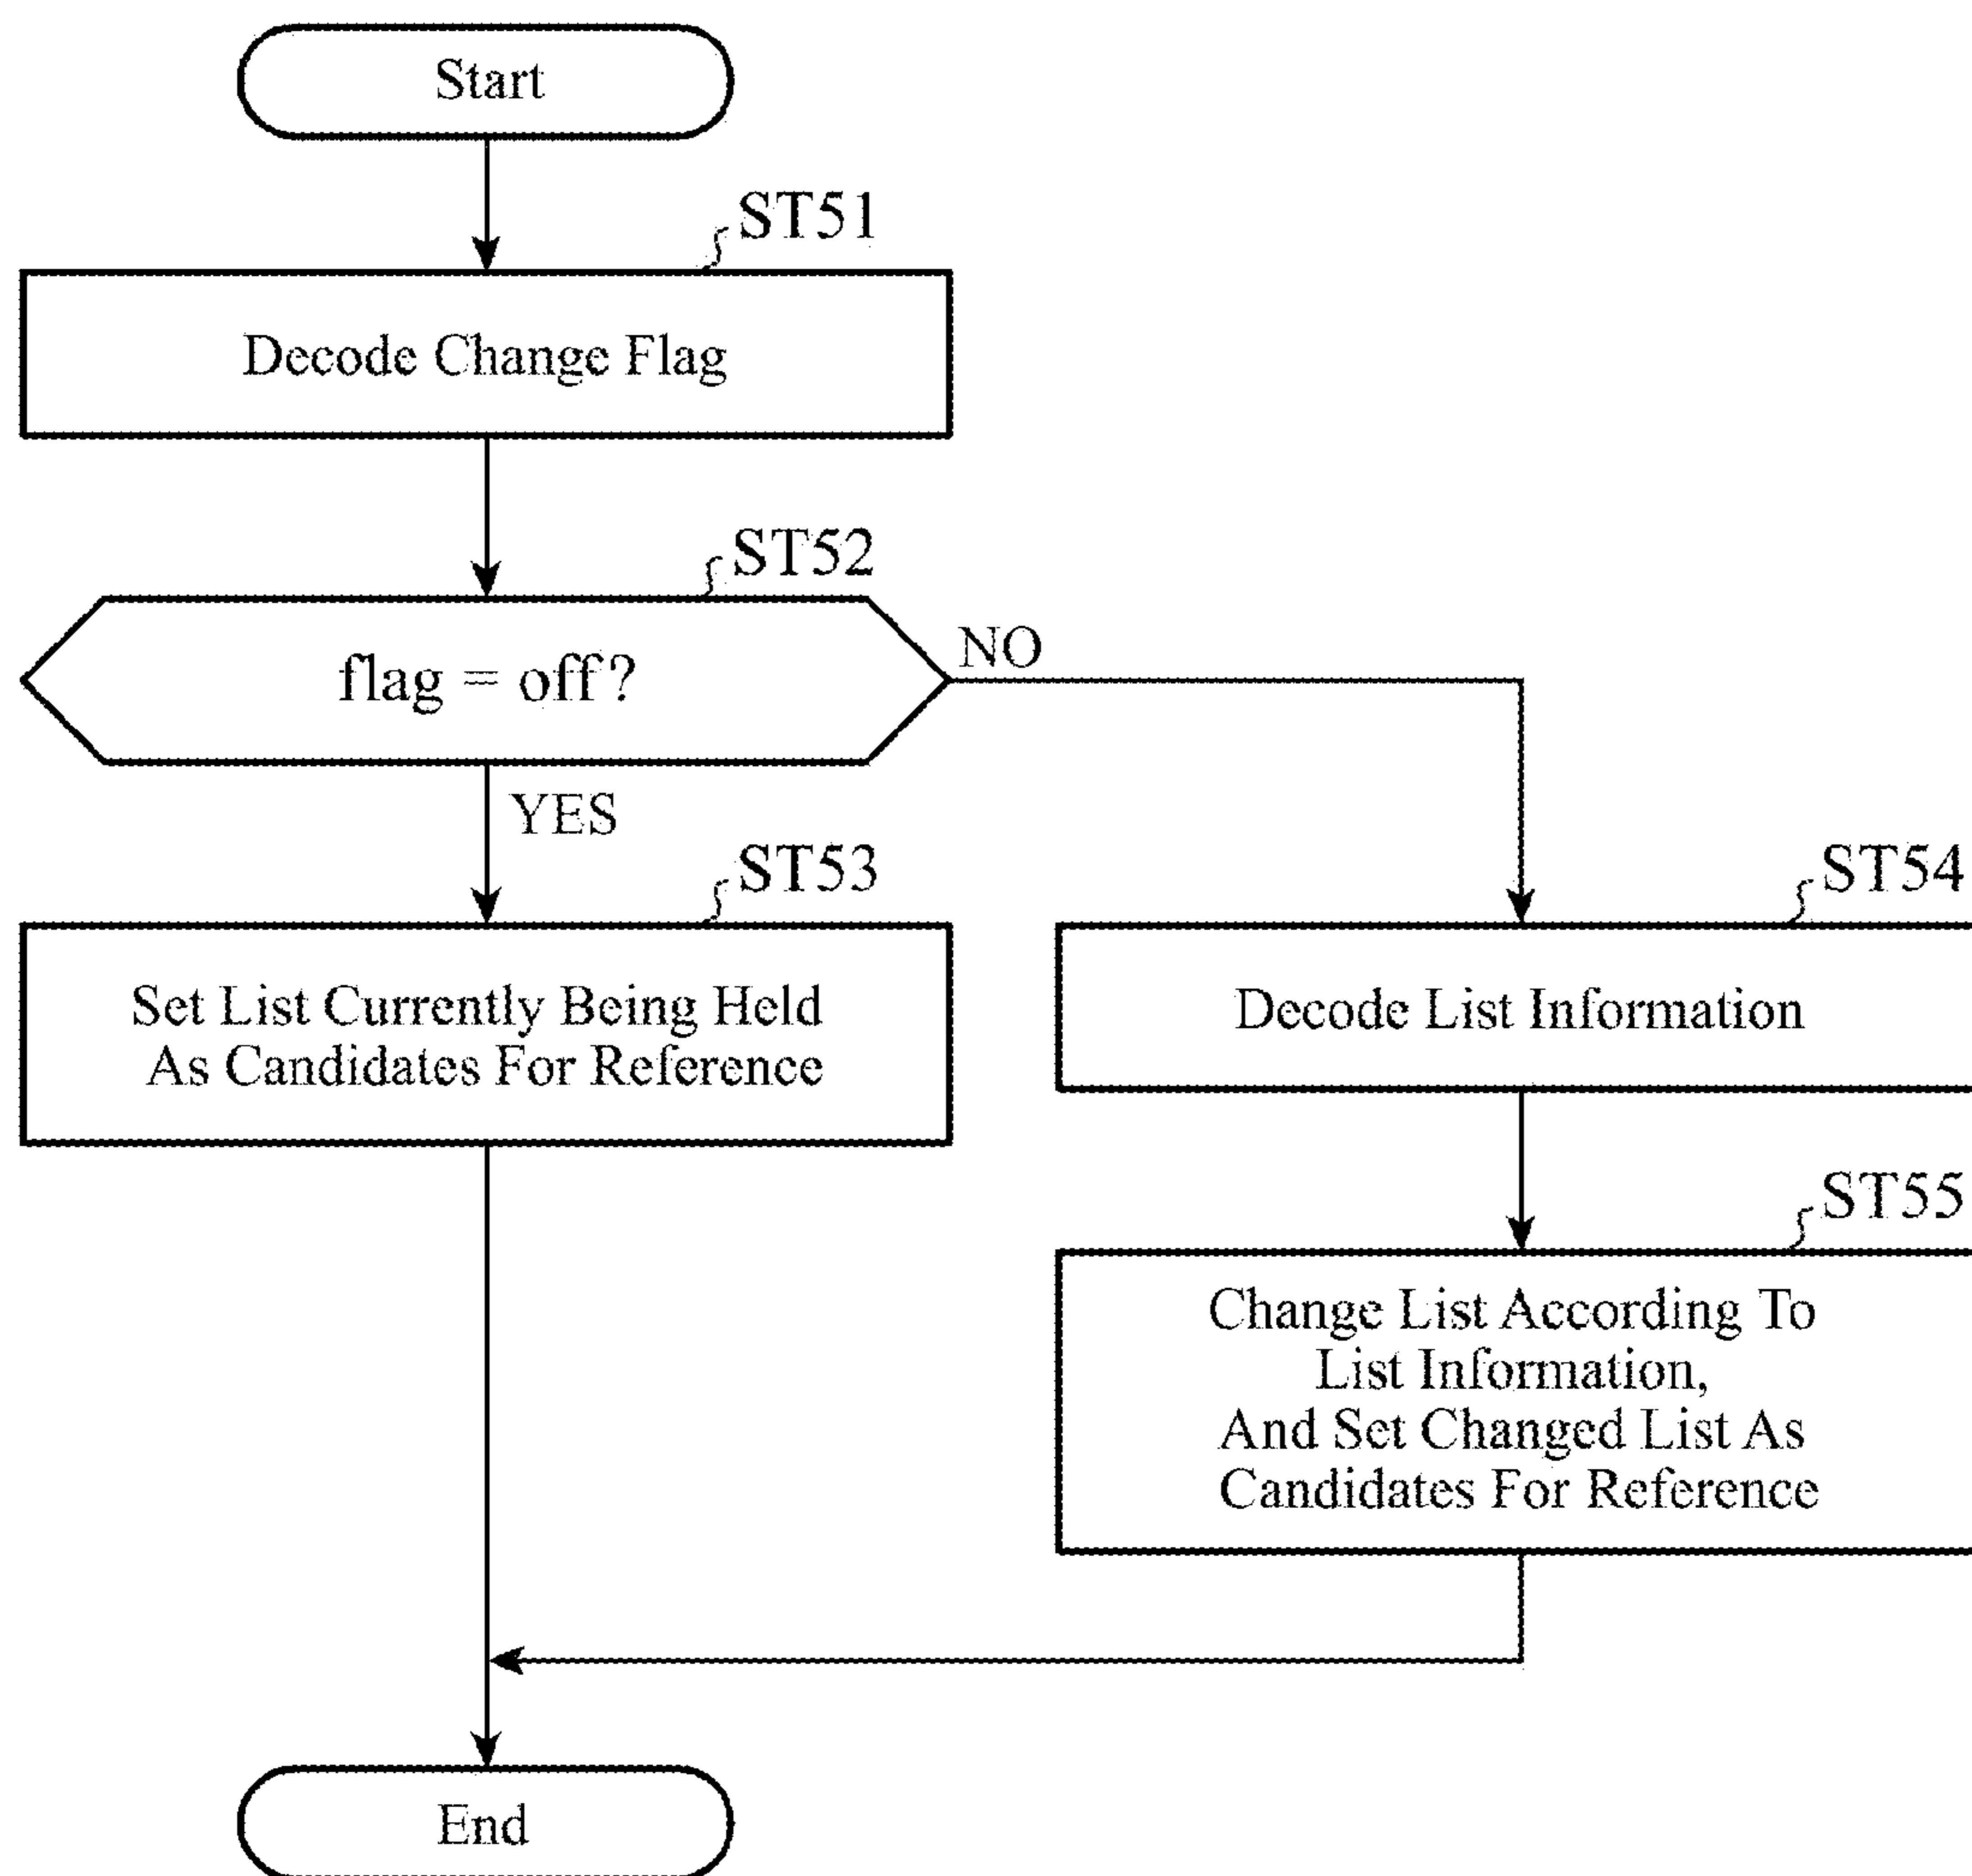 Start
ST51
Decode Change Flag
ST52
flag = off?
NO
YES
ST53
Set List Currently Being Held
As Candidates For Reference
ST54
Decode List Information
ST55
Change List According To
List Information,
And Set Changed List As
Candidates For Reference
End